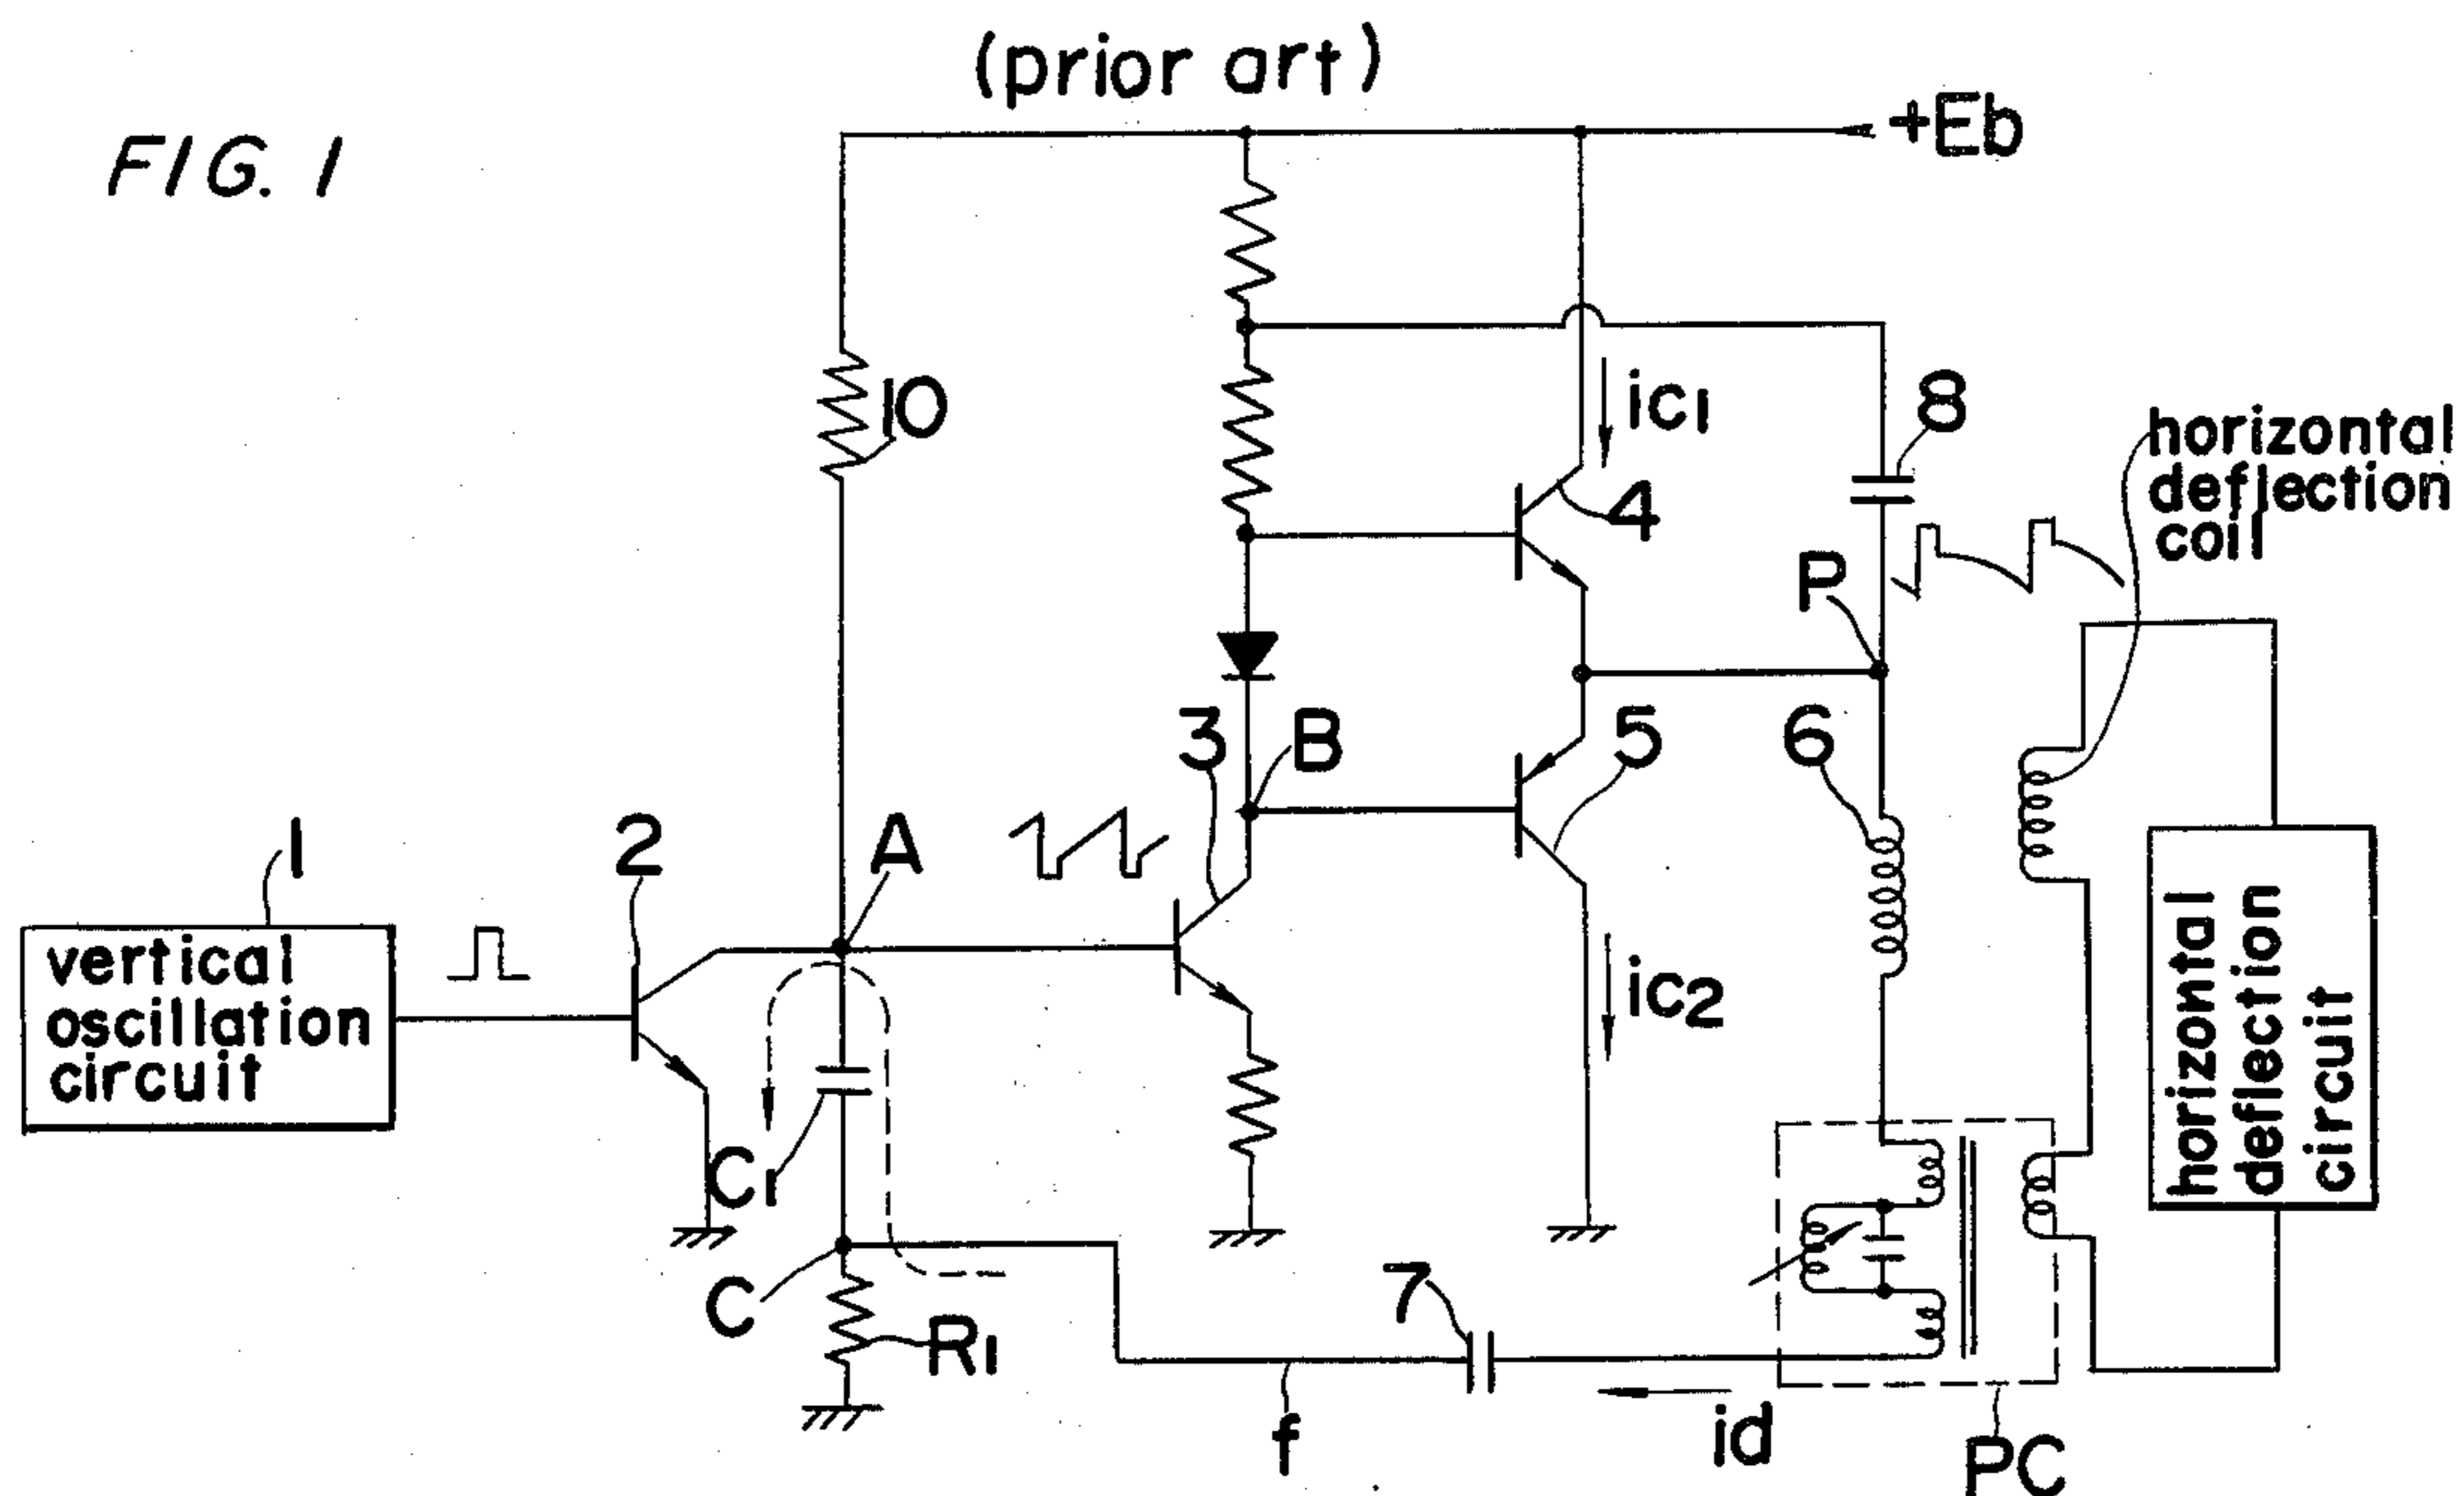 (prior art)
FIG. 1
+Eb
10
ic1
8
horizontal
deflection
coil
4
P
3
B
5
6
1
2
A
vertical
oscillation
circuit
ic2
horizontal
deflection
circuit
C1
C
R1
7
f
id
PC